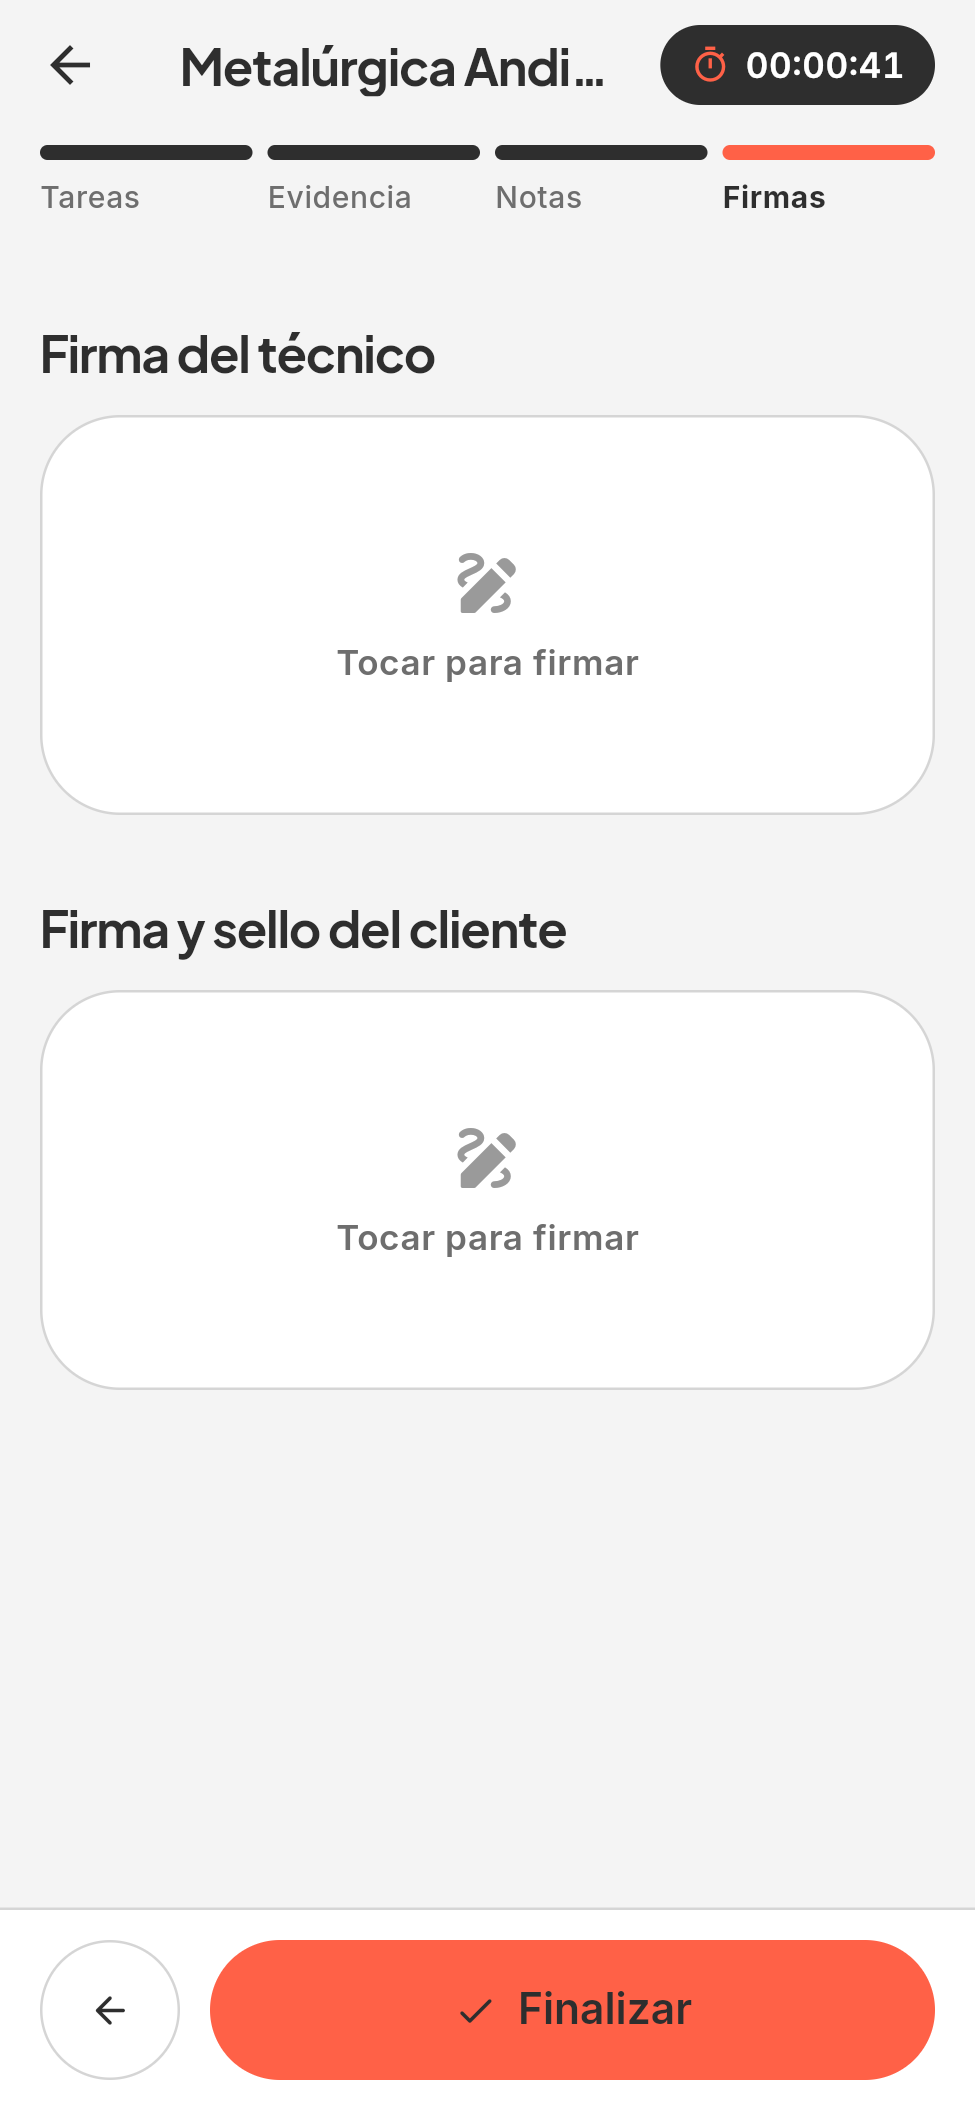 Metalúrgica Andi...
00:00:41
Tareas
Evidencia
Notas
Firmas
Firma del técnico
Tocar para firmar
Firma y sello del cliente
Tocar para firmar
Finalizar